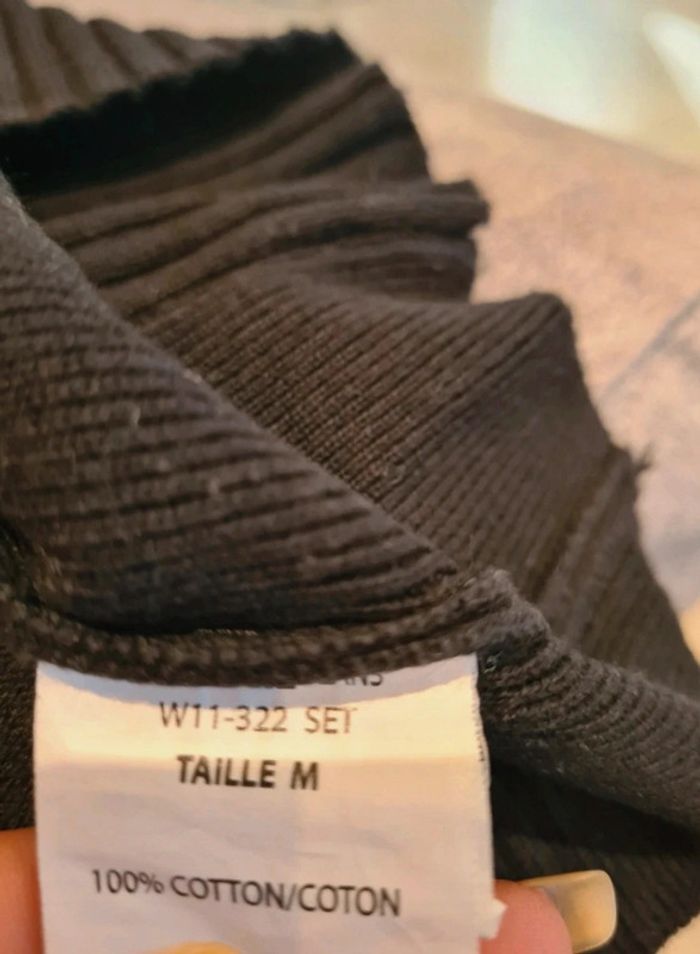 W11-322 SET
TAILLE M
100% COTTON/COTON